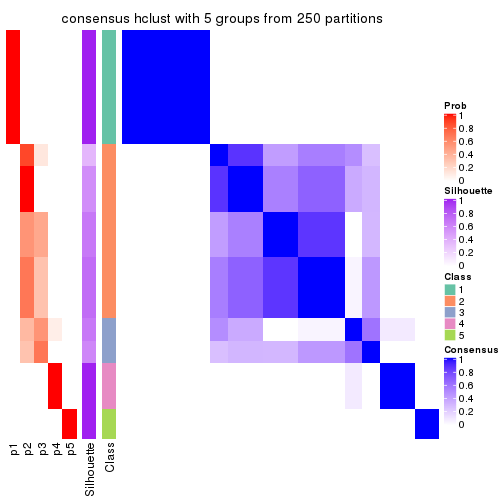 consensus hclust with 5 groups from 250 partitions
p1
p2
p3
p4
p5
Silhouette
Class
Prob
1
0.8
0.6
0.4
0.2
0
Silhouette
1
0.8
0.6
0.4
0.2
0
Class
1
2
3
4
5
Consensus
1
0.8
0.6
0.4
0.2
0